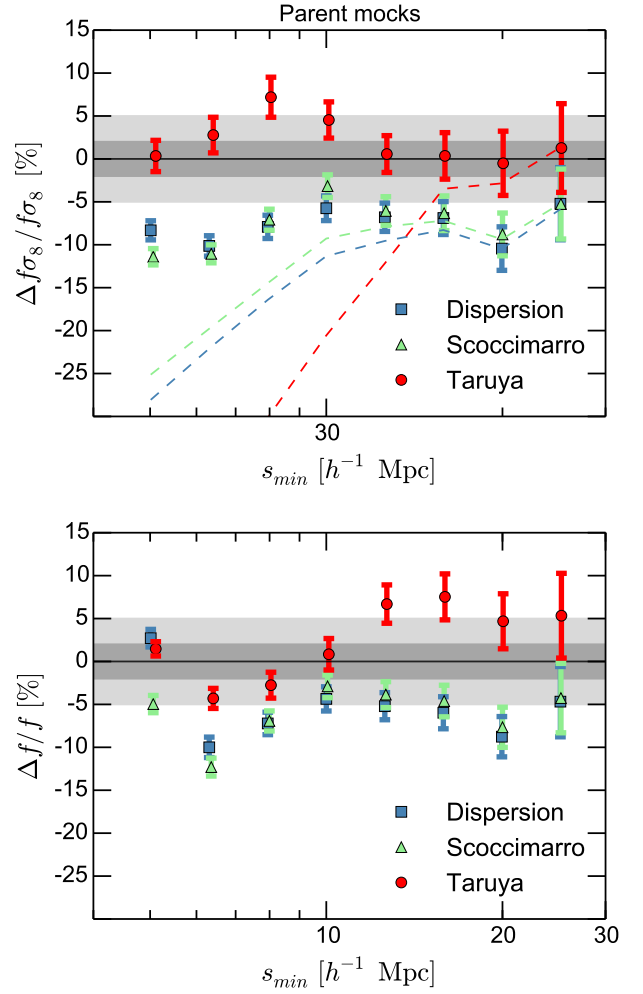 Parent mocks
15
10
5
0
-5
-10
-15
-20
-25
Δfσ8/fσ8 [%]
Dispersion
Scoccimarro
Taruya
30
smin [h−1 Mpc]
15
10
5
0
-5
-10
-15
-20
-25
Δf/f [%]
Dispersion
Scoccimarro
Taruya
10 20 30
smin [h−1 Mpc]